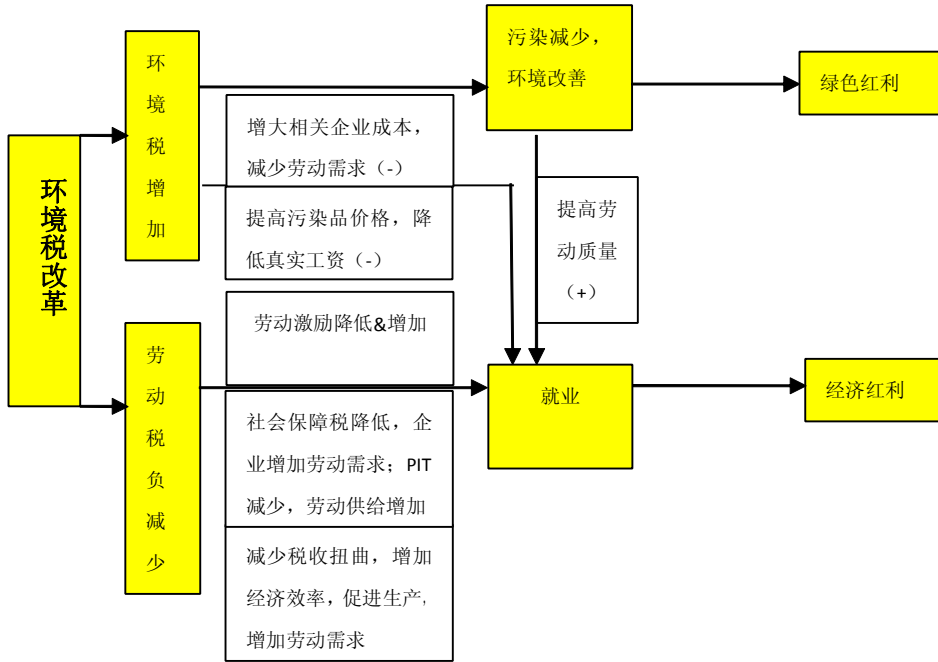 环境税改革
环
境
税
增
加
污染减少，
环境改善
绿色红利
增大相关企业成本，
减少劳动需求（-）
提高污染品价格，降
低真实工资（-）
提高劳
动质量
（+）
劳
动
税
负
减
少
劳动激励降低&增加
社会保障税降低，企
业增加劳动需求；PIT
减少，劳动供给增加
减少税收扭曲，增加
经济效率，促进生产，
增加劳动需求
就业
经济红利